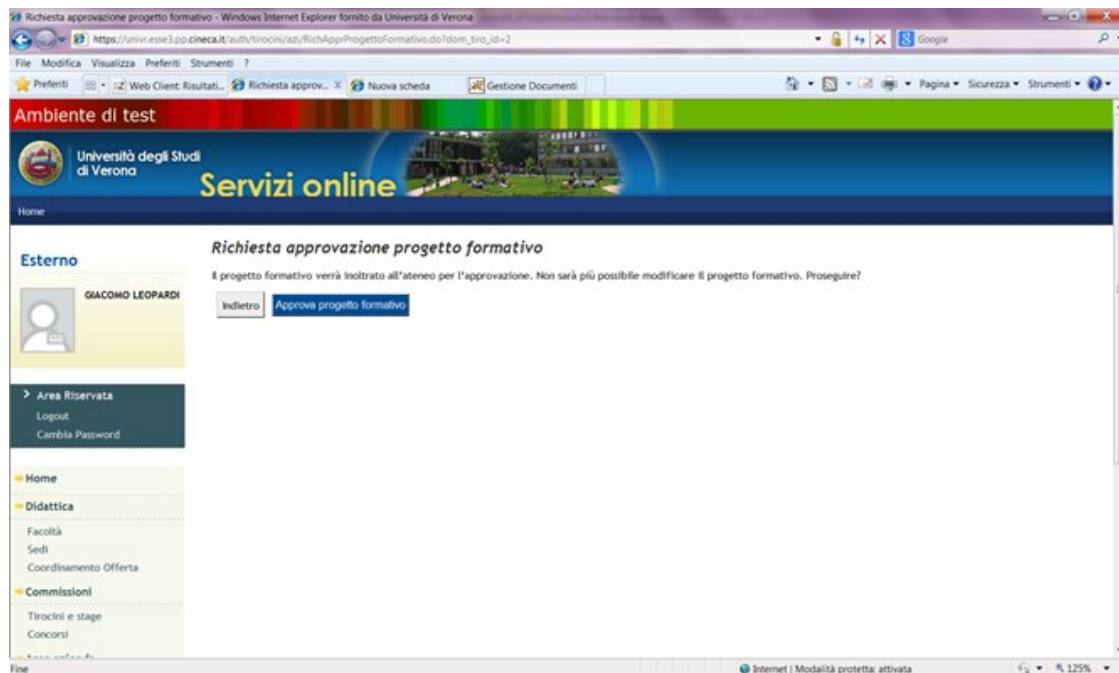 Richiesta approvazione progetto formativo - Windows Internet Explorer fornito da Università di Verona
https://univr.esse3.pp.cineca.it/auth/tirocini/azi/RichApprProgettoFormativo.do?dom_tiro_id=2
Google
File Modifica Visualizza Preferiti Strumenti ?
Preferiti
Web Client: Risultati...
Richiesta approv... X
Nuova scheda
Gestione Documenti
Pagina Sicurezza Strumenti
Ambiente di test
Università degli Studi
di Verona
Servizi online
Home
Richiesta approvazione progetto formativo
Il progetto formativo verrà inoltrato all'ateneo per l'approvazione. Non sarà più possibile modificare il progetto formativo. Proseguire?
Indietro
Approva progetto formativo
Esterno
GIACOMO LEOPARDI
Area Riservata
Logout
Cambia Password
Home
Didattica
Facoltà
Sedi
Coordinamento Offerta
Commissioni
Tirocini e stage
Concorsi
Fine
Internet | Modalità protetta: attivata
125%